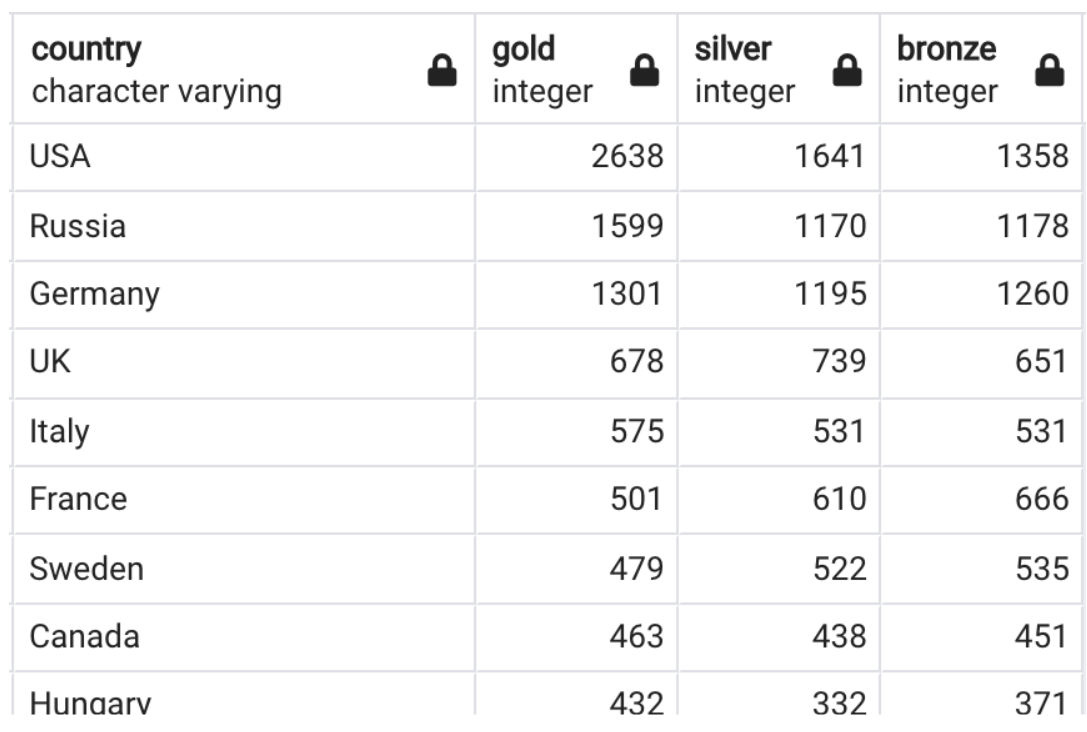 country gold silver bronze
character varying integer integer integer
USA 2638 1641 1358
Russia 1599 1170 1178
Germany 1301 1195 1260
UK 678 739 651
Italy 575 531 531
France 501 610 666
Sweden 479 522 535
Canada 463 438 451
Hungary 432 332 371